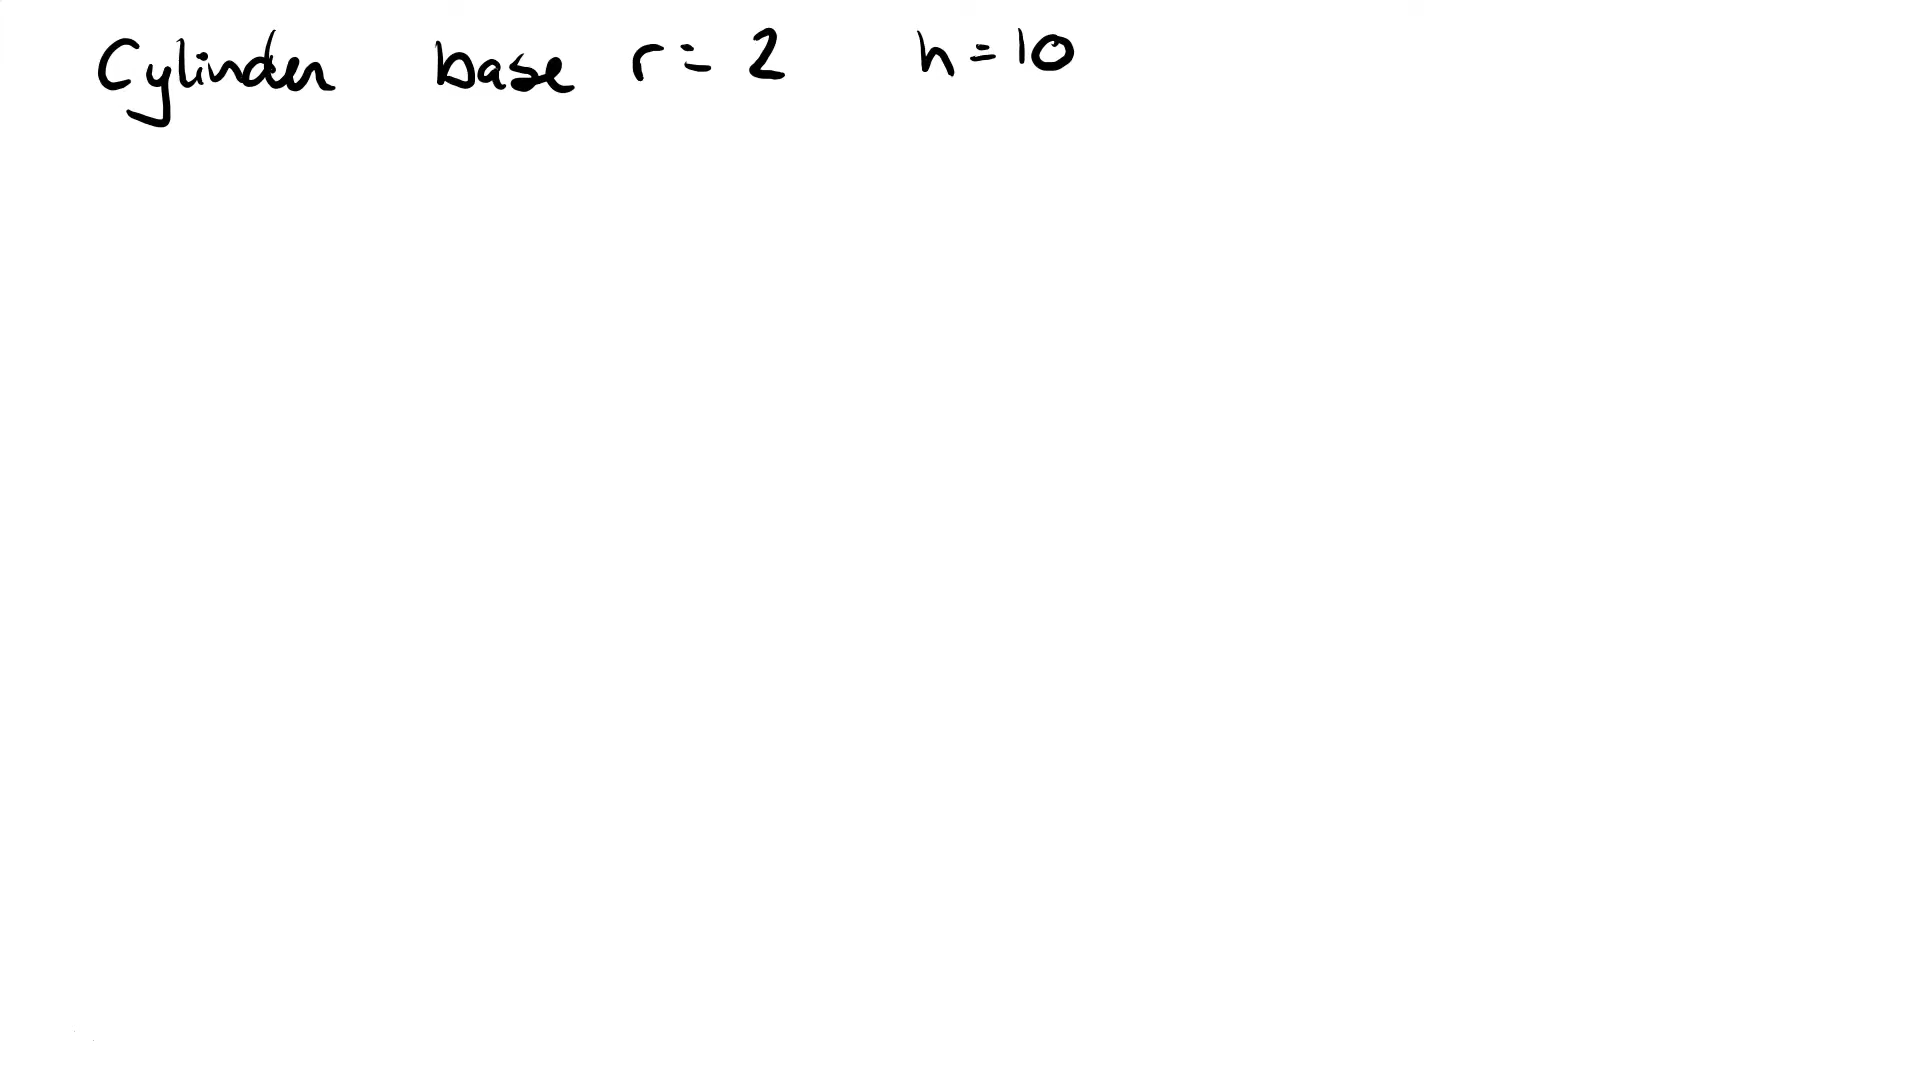 Cylinder base r = 2 h = 10